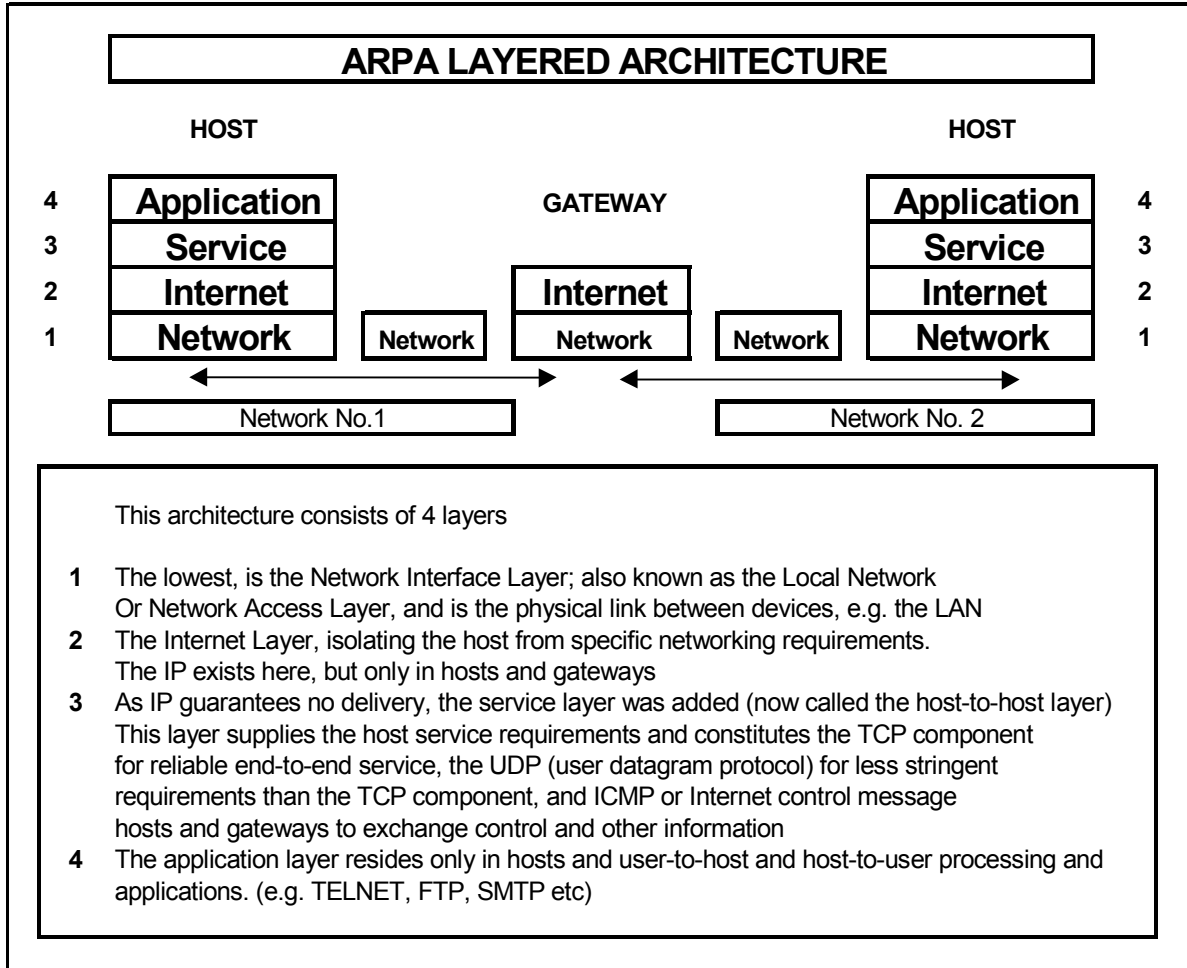 ARPA LAYERED ARCHITECTURE
HOST HOST
4 Application GATEWAY Application 4
3 Service Service 3
2 Internet Internet Internet 2
1 Network Network Network Network Network 1
Network No.1 Network No. 2
This architecture consists of 4 layers
1 The lowest, is the Network Interface Layer; also known as the Local Network
Or Network Access Layer, and is the physical link between devices, e.g. the LAN
2 The Internet Layer, isolating the host from specific networking requirements.
The IP exists here, but only in hosts and gateways
3 As IP guarantees no delivery, the service layer was added (now called the host-to-host layer)
This layer supplies the host service requirements and constitutes the TCP component
for reliable end-to-end service, the UDP (user datagram protocol) for less stringent
requirements than the TCP component, and ICMP or Internet control message
hosts and gateways to exchange control and other information
4 The application layer resides only in hosts and user-to-host and host-to-user processing and
applications. (e.g. TELNET, FTP, SMTP etc)